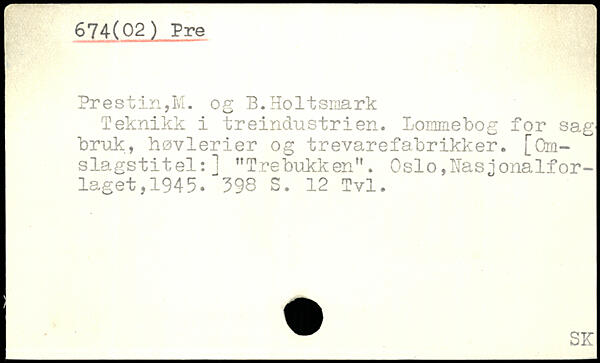 674(02) Pre
Prestin,M. og B.Holtsmark
Teknikk i treindustrien. Lommebog for sag-
bruk, høvlerier og trevarefabrikker. [Om-
slagstitel:] "Trebukken". Oslo,Nasjonalfor-
laget,1945. 398 S. 12 Tvl.
SK